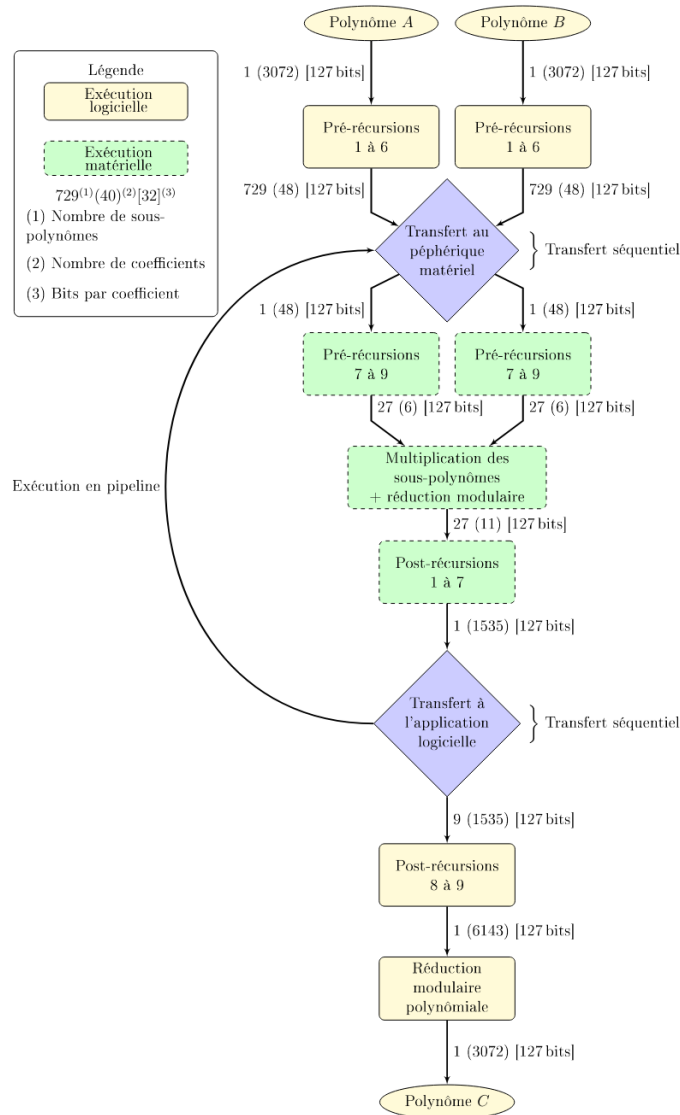 Polynôme A
Polynôme B
1 (3072) [127 bits]
1 (3072) [127 bits]
Légende
Exécution
logicielle
Exécution
matérielle
729(1)(40)(2)[32](3)
(1) Nombre de sous-
polynômes
(2) Nombre de coefficients
(3) Bits par coefficient
Pré-récursions
1 à 6
Pré-récursions
1 à 6
729 (48) [127 bits]
729 (48) [127 bits]
Transfert au
péphérique
matériel
Transfert séquentiel
1 (48) [127 bits]
1 (48) [127 bits]
Pré-récursions
7 à 9
Pré-récursions
7 à 9
27 (6) [127 bits]
27 (6) [127 bits]
Multiplication des
sous-polynômes
+ réduction modulaire
Exécution en pipeline
27 (11) [127 bits]
Post-récursions
1 à 7
1 (1535) [127 bits]
Transfert à
l'application
logicielle
Transfert séquentiel
9 (1535) [127 bits]
Post-récursions
8 à 9
1 (6143) [127 bits]
Réduction
modulaire
polynômiale
1 (3072) [127 bits]
Polynôme C